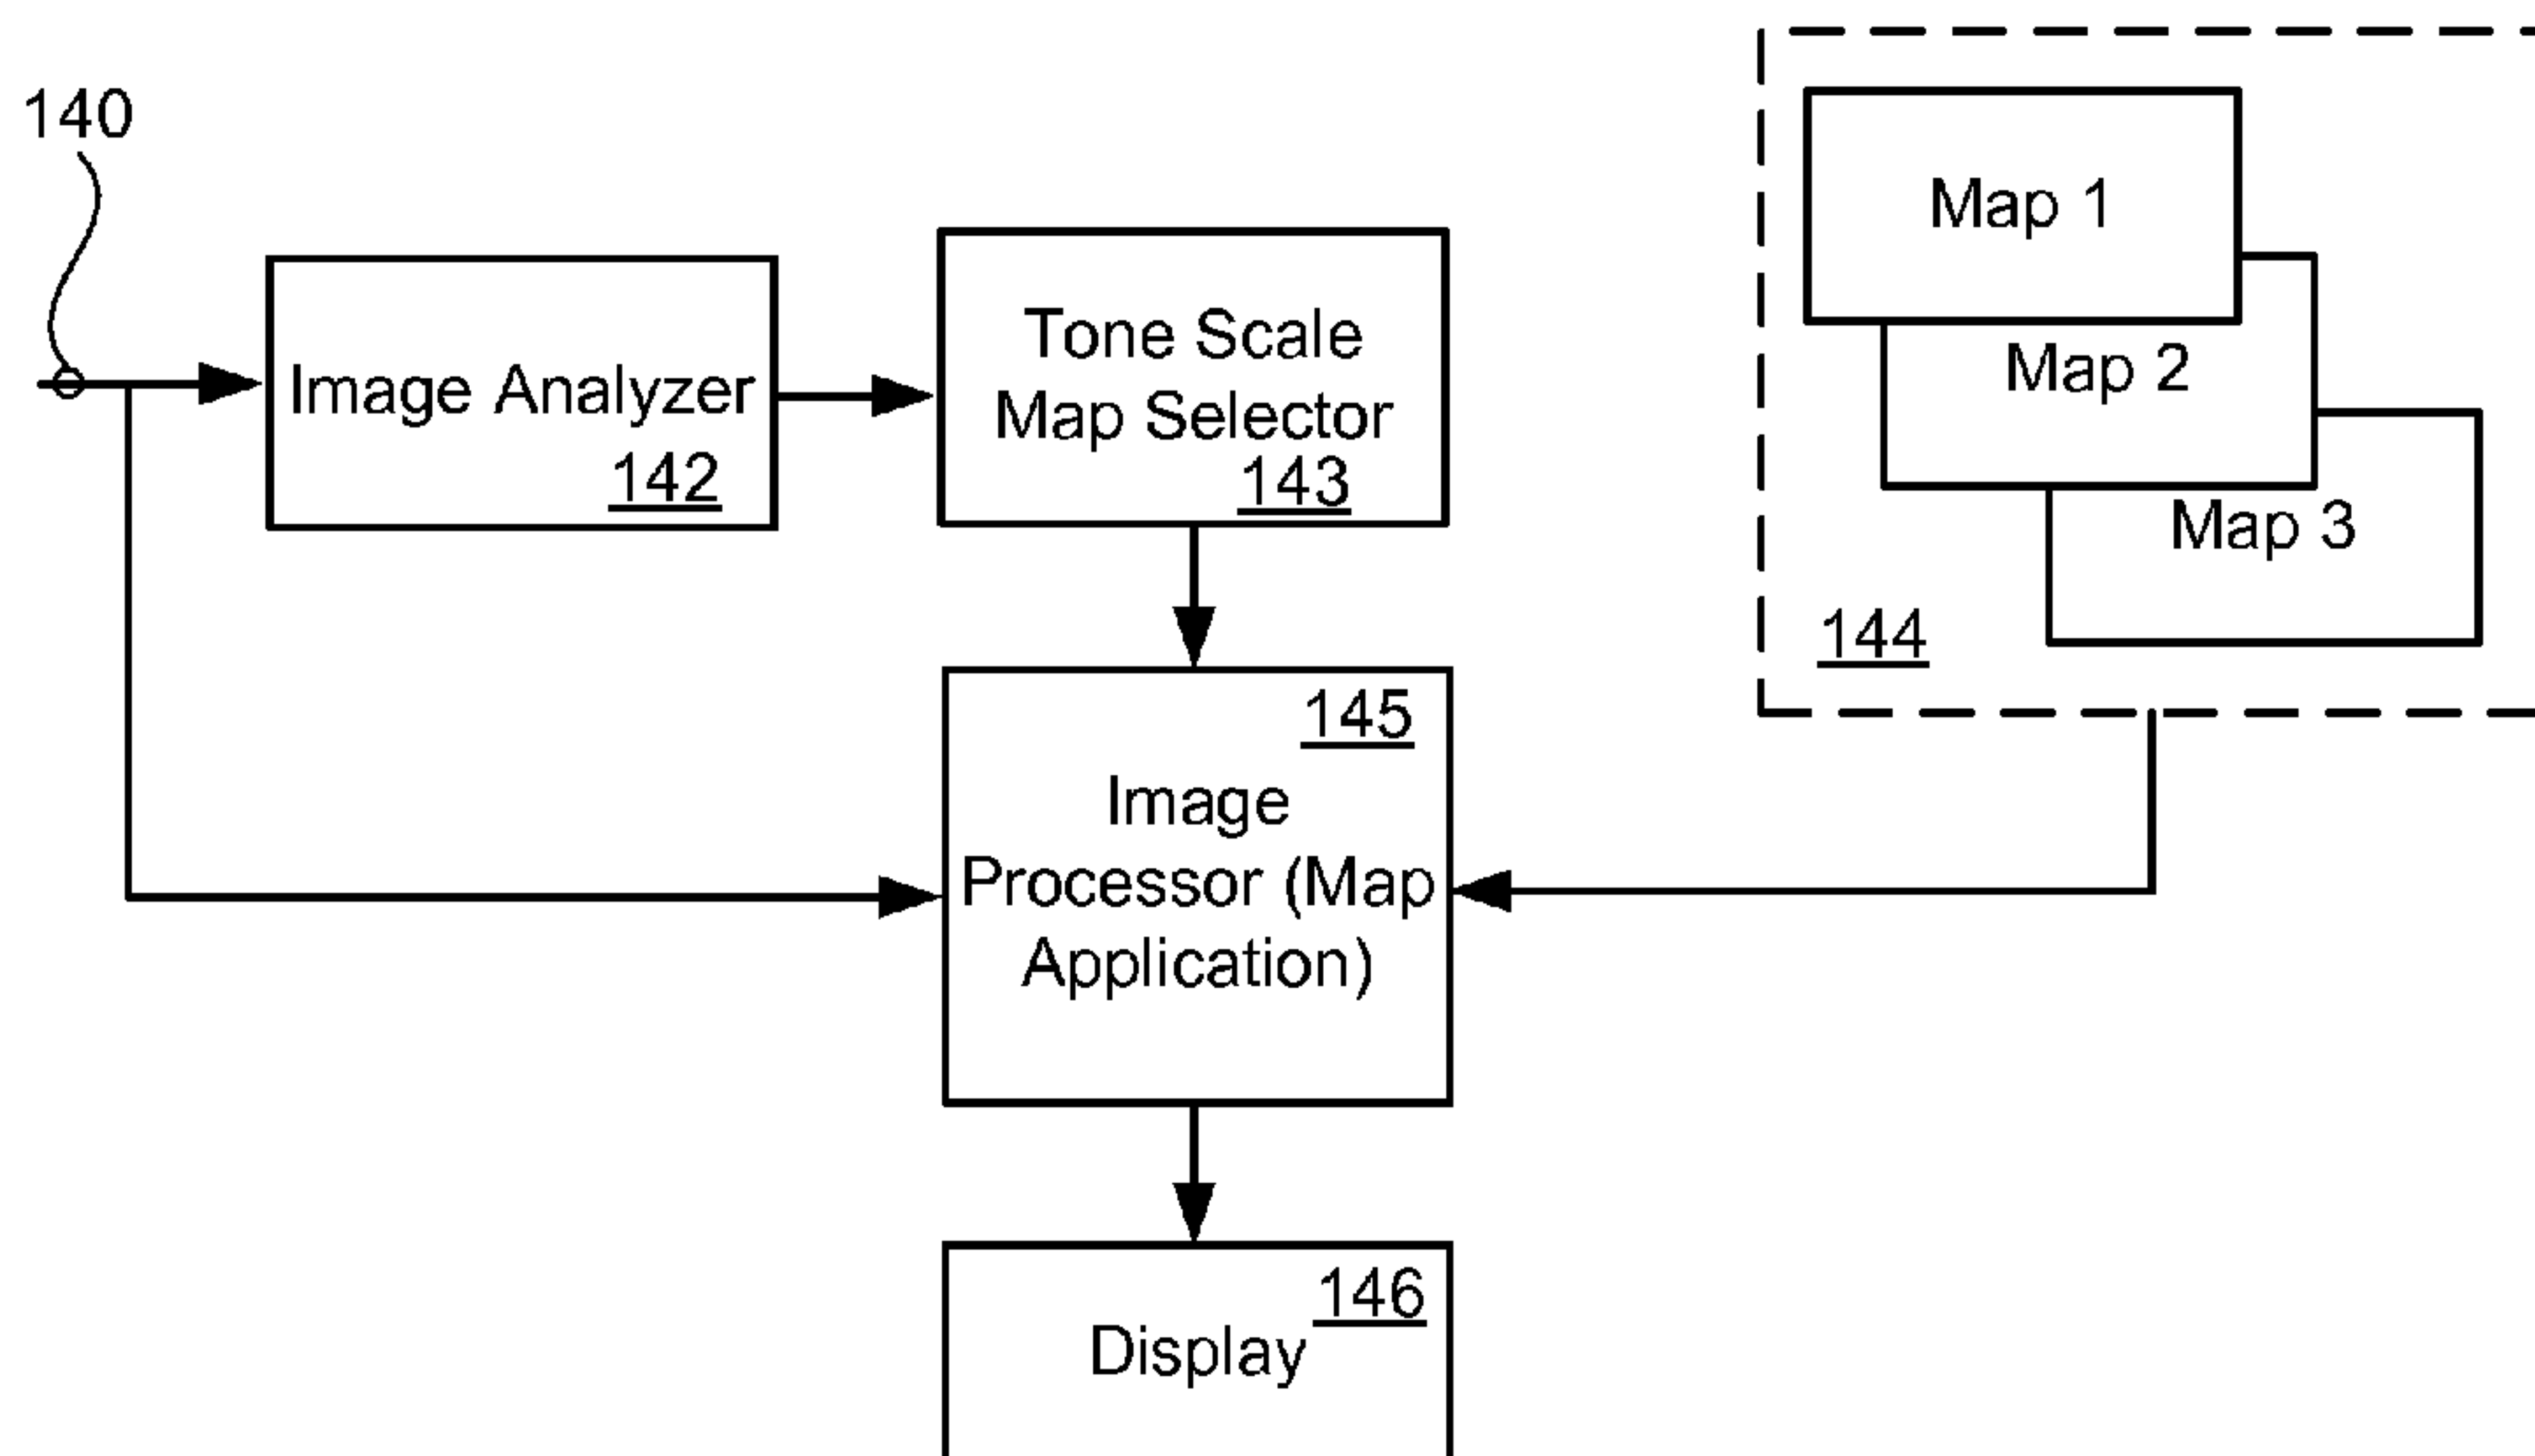 140
Image Analyzer
142
Tone Scale
Map Selector
143
Map 1
Map 2
Map 3
144
145
Image
Processor (Map
Application)
146
Display